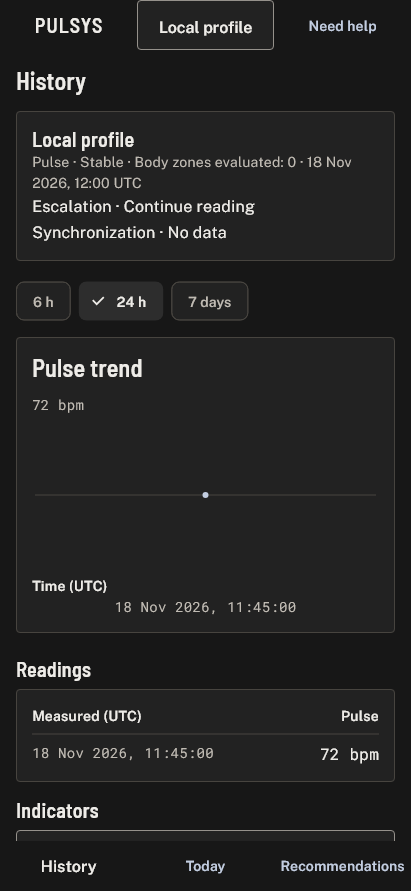 PULSYS Local profile Need help
History
Local profile
Pulse · Stable · Body zones evaluated: 0 · 18 Nov
2026, 12:00 UTC
Escalation · Continue reading
Synchronization · No data
6 h 24 h 7 days
Pulse trend
72 bpm
Time (UTC)
18 Nov 2026, 11:45:00
Readings
Measured (UTC) Pulse
18 Nov 2026, 11:45:00 72 bpm
Indicators
History Today Recommendations